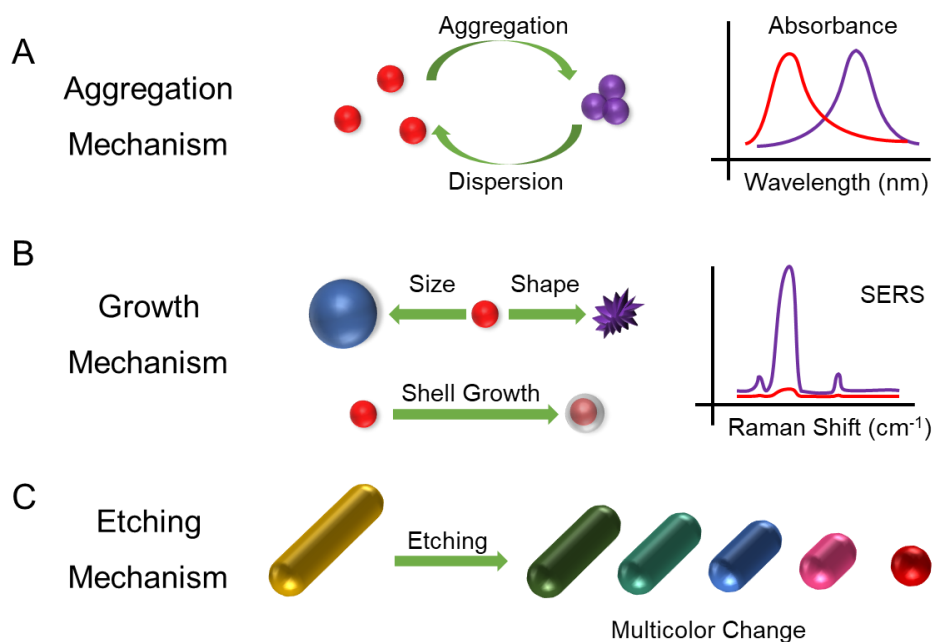 A
Aggregation
Mechanism
Aggregation
Dispersion
Absorbance
Wavelength (nm)
B
Growth
Mechanism
Size
Shape
Shell Growth
SERS
Raman Shift (cm⁻¹)
C
Etching
Mechanism
Etching
Multicolor Change